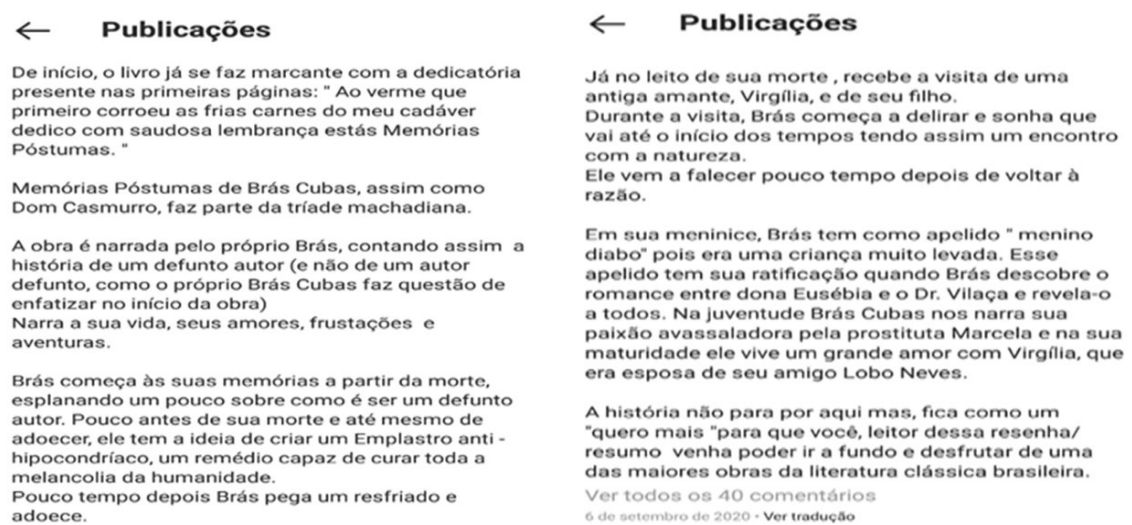 Publicações
De início, o livro já se faz marcante com a dedicatória
presente nas primeiras páginas: " Ao verme que
primeiro corroeu as frias carnes do meu cadáver
dedico com saudosa lembrança estás Memórias
Póstumas. "
Memórias Póstumas de Brás Cubas, assim como
Dom Casmurro, faz parte da tríade machadiana.
A obra é narrada pelo próprio Brás, contando assim a
história de um defunto autor (e não de um autor
defunto, como o próprio Brás Cubas faz questão de
enfatizar no início da obra)
Narra a sua vida, seus amores, frustações e
aventuras.
Brás começa às suas memórias a partir da morte,
esplanando um pouco sobre como é ser um defunto
autor. Pouco antes de sua morte e até mesmo de
adoecer, ele tem a ideia de criar um Emplastro anti -
hipocondríaco, um remédio capaz de curar toda a
melancolia da humanidade.
Pouco tempo depois Brás pega um resfriado e
adoece.
Publicações
Já no leito de sua morte , recebe a visita de uma
antiga amante, Virgília, e de seu filho.
Durante a visita, Brás começa a delirar e sonha que
vai até o início dos tempos tendo assim um encontro
com a natureza.
Ele vem a falecer pouco tempo depois de voltar à
razão.
Em sua meninice, Brás tem como apelido " menino
diabo" pois era uma criança muito levada. Esse
apelido tem sua ratificação quando Brás descobre o
romance entre dona Eusébia e o Dr. Vilaça e revela-o
a todos. Na juventude Brás Cubas nos narra sua
paixão avassaladora pela prostituta Marcela e na sua
maturidade ele vive um grande amor com Virgília, que
era esposa de seu amigo Lobo Neves.
A história não para por aqui mas, fica como um
"quero mais "para que você, leitor dessa resenha/
resumo venha poder ir a fundo e desfrutar de uma
das maiores obras da literatura clássica brasileira.
Ver todos os 40 comentários
6 de setembro de 2020 · Ver tradução